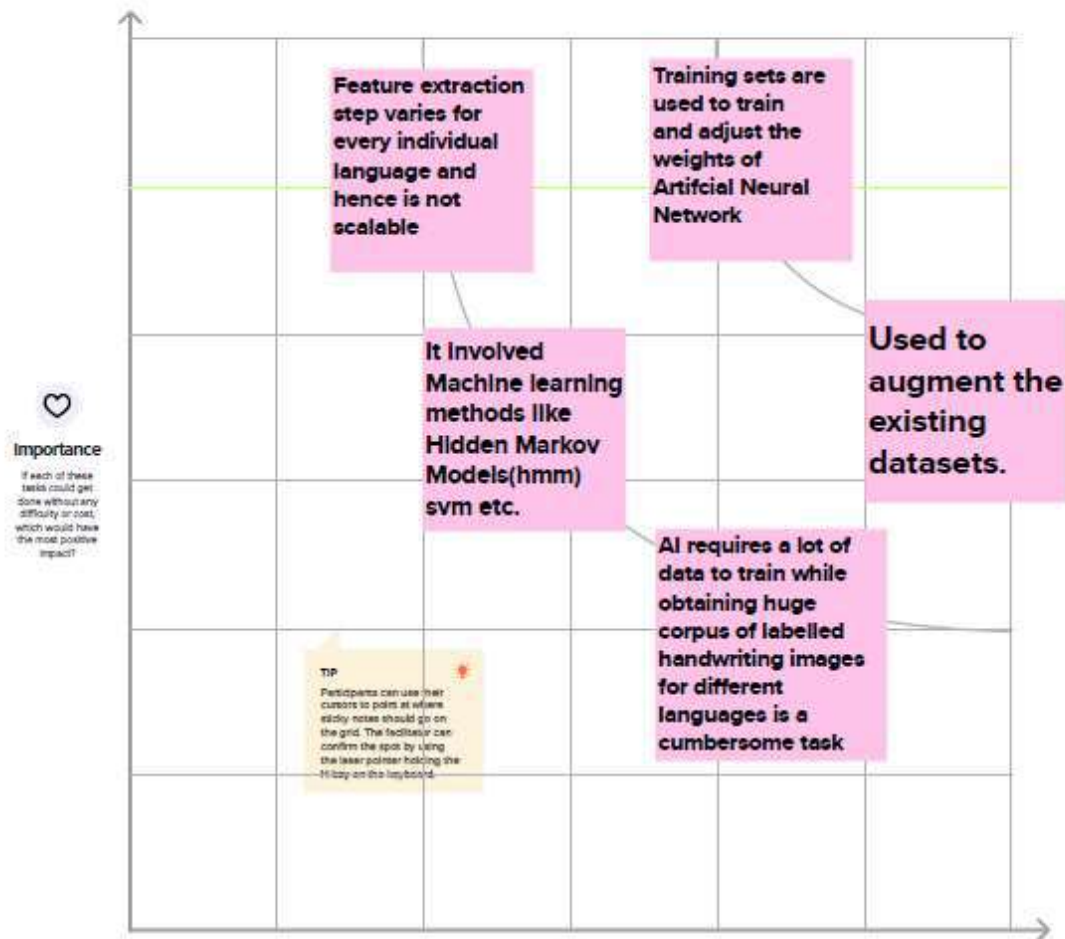 Feature extraction
step varies for
every individual
language and
hence is not
scalable
Training sets are
used to train
and adjust the
weights of
Artifcial Neural
Network
It involved
Machine learning
methods like
Hidden Markov
Models(hmm)
svm etc.
Used to
augment the
existing
datasets.
Importance
If each of these
tasks could get
done without any
difficulty or cost,
which would have
the most positive
impact?
AI requires a lot of
data to train while
obtaining huge
corpus of labelled
handwriting images
for different
languages is a
cumbersome task
TIP
Participants can use their
cursors to point at where
sticky notes should go on
the grid. The facilitator can
confirm the spot by using
the laser pointer holding the
H key on the keyboard.